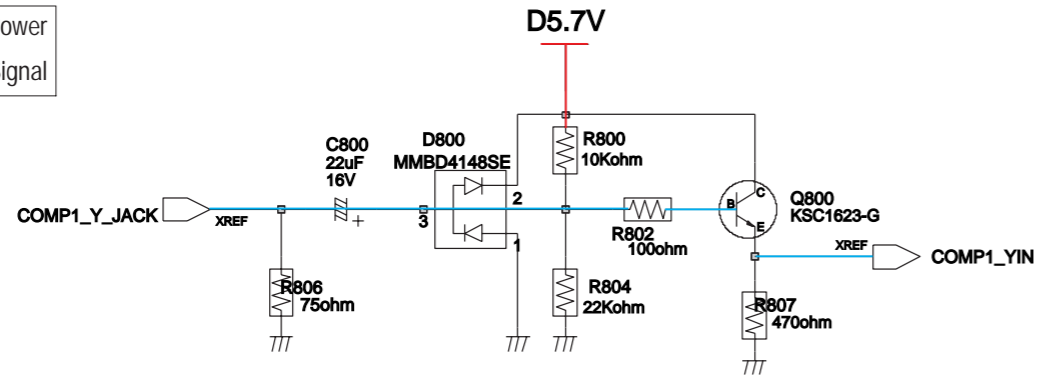 ower
ignal
D5.7V
C800
22uF
16V
D800
MMBD4148SE
R800
10Kohm
COMP1_Y_JACK
XREF
+
3
2
1
R802
100ohm
B
C
E
Q800
KSC1623-G
XREF
COMP1_YIN
R806
75ohm
R804
22Kohm
R807
470ohm